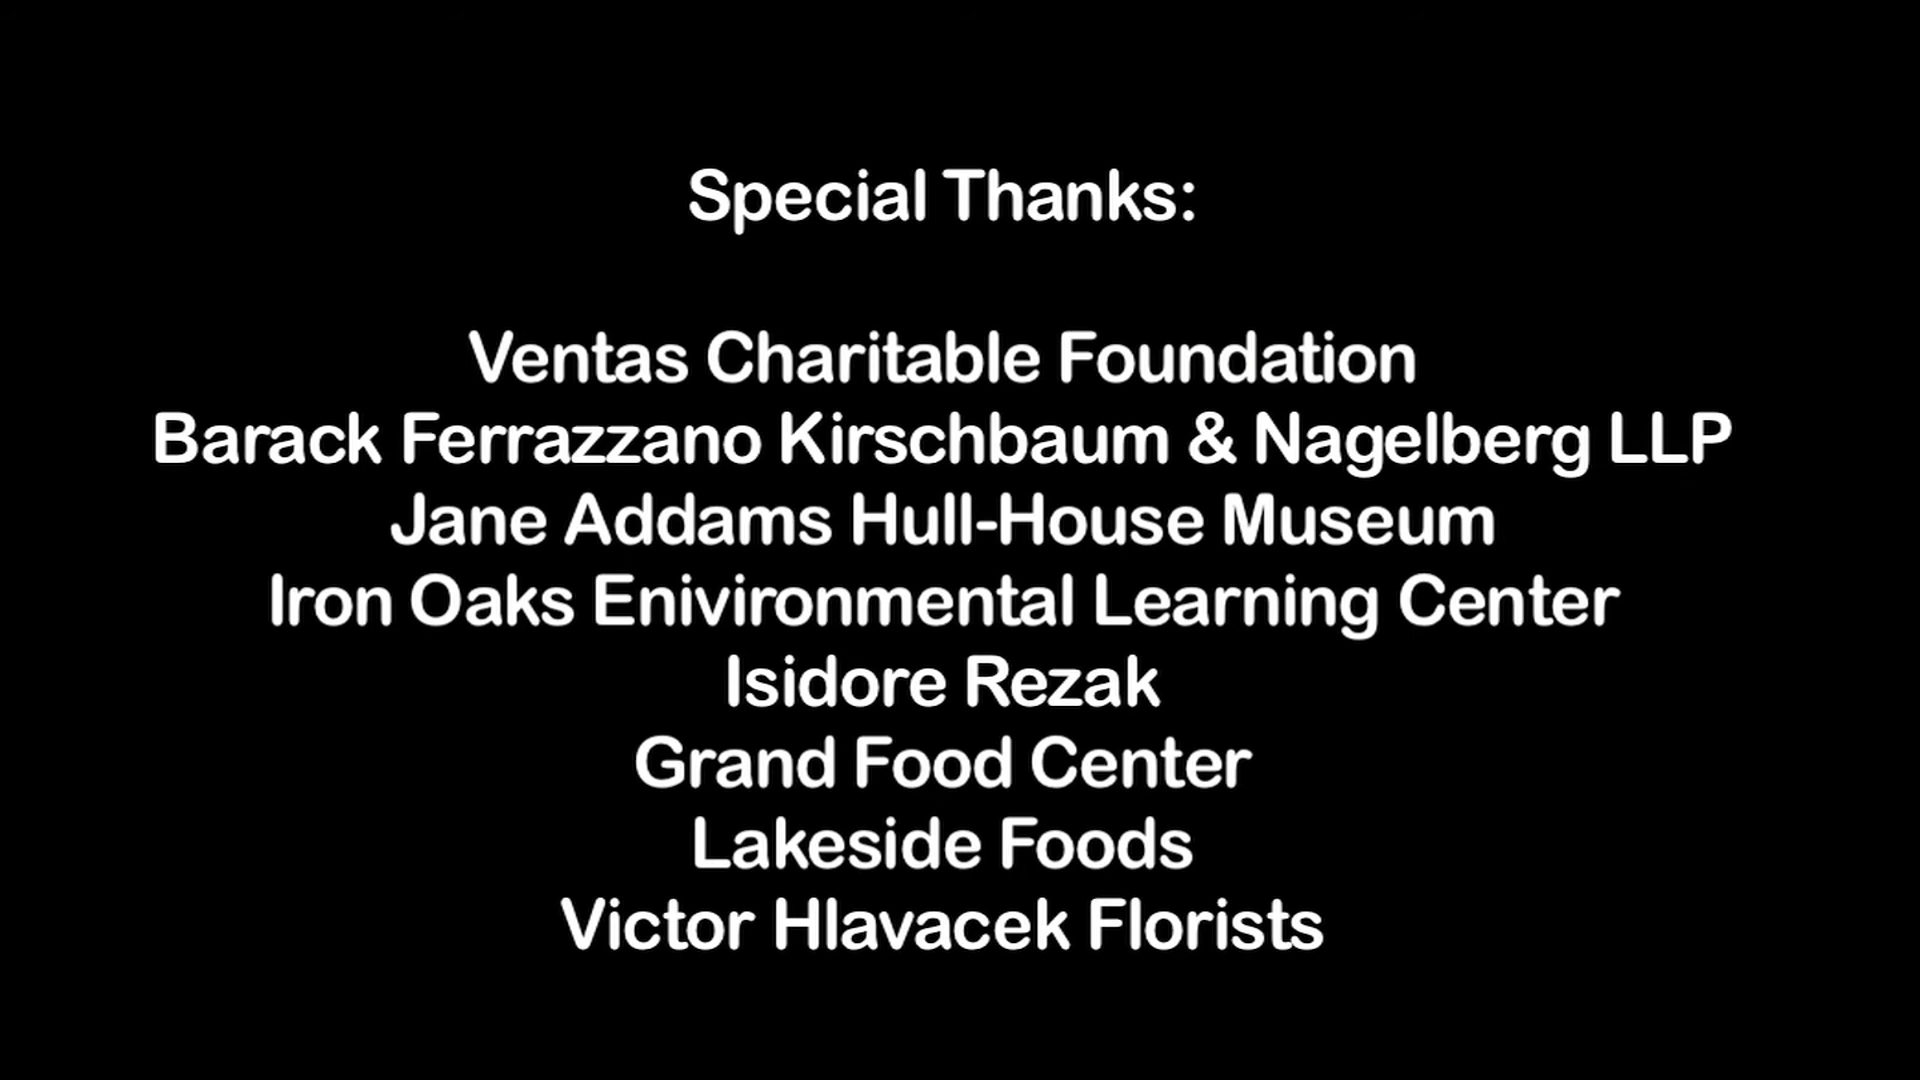 Special Thanks:
Ventas Charitable Foundation
Barack Ferrazzano Kirschbaum & Nagelberg LLP
Jane Addams Hull-House Museum
Iron Oaks Enivironmental Learning Center
Isidore Rezak
Grand Food Center
Lakeside Foods
Victor Hlavacek Florists